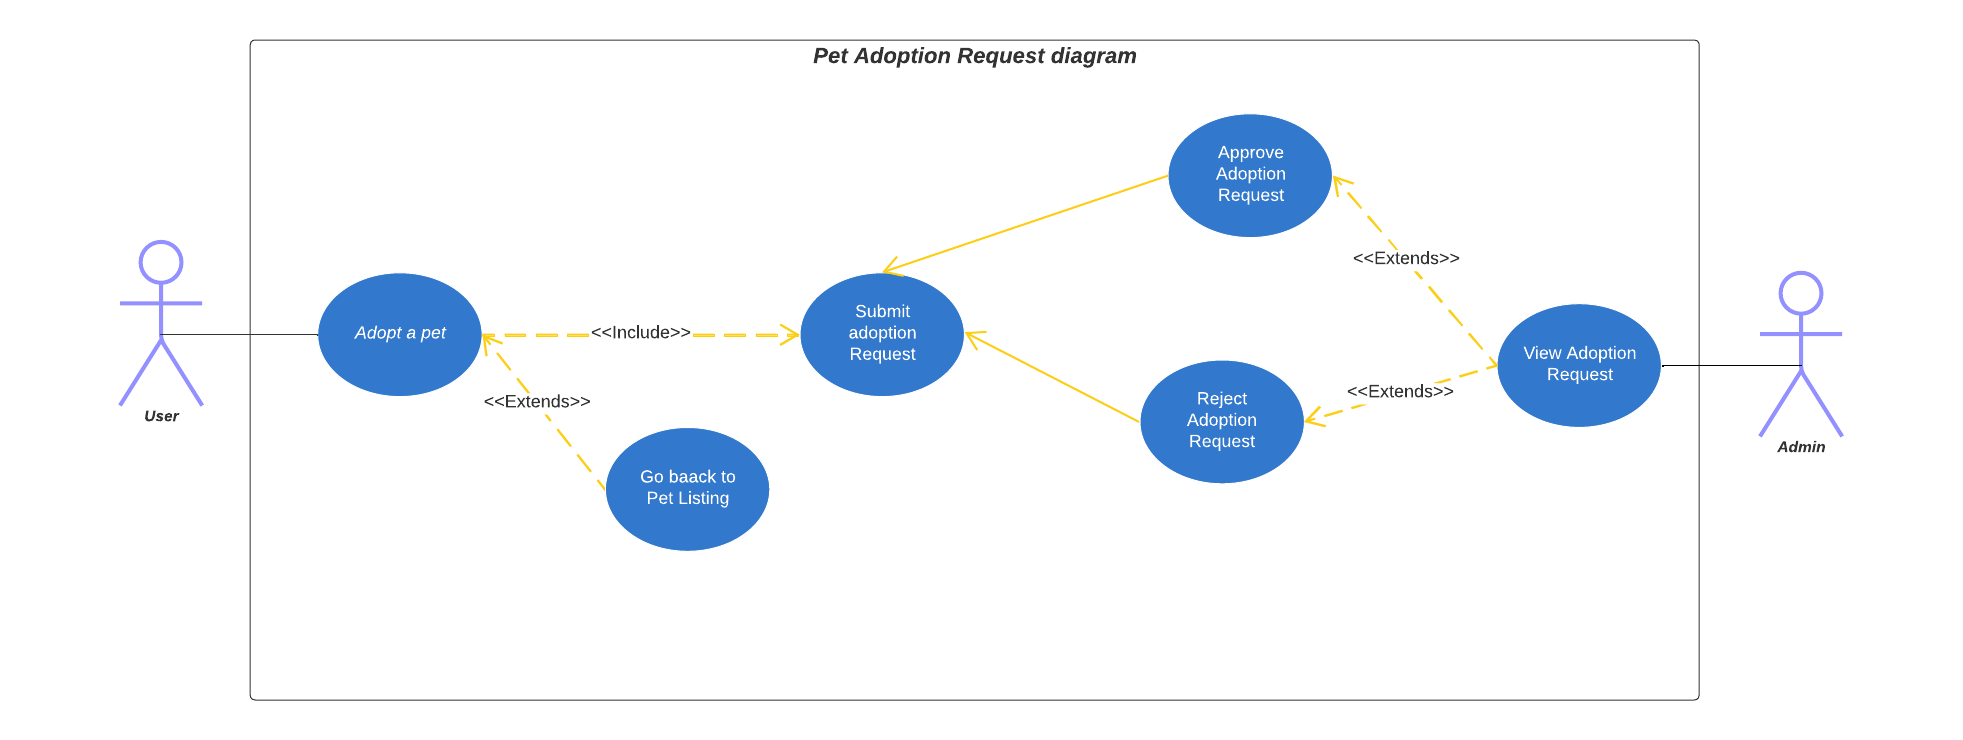 Pet Adoption Request diagram
Approve
Adoption
Request
<<Extends>>
Submit
adoption
Request
Adopt a pet
<<Include>>
View Adoption
Request
<<Extends>>
<<Extends>>
Reject
Adoption
Request
User
Admin
Go baack to
Pet Listing